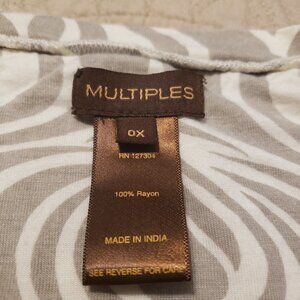 MULTIPLES
0X
RN 127304
100% Rayon
MADE IN INDIA
SEE REVERSE FOR CARE